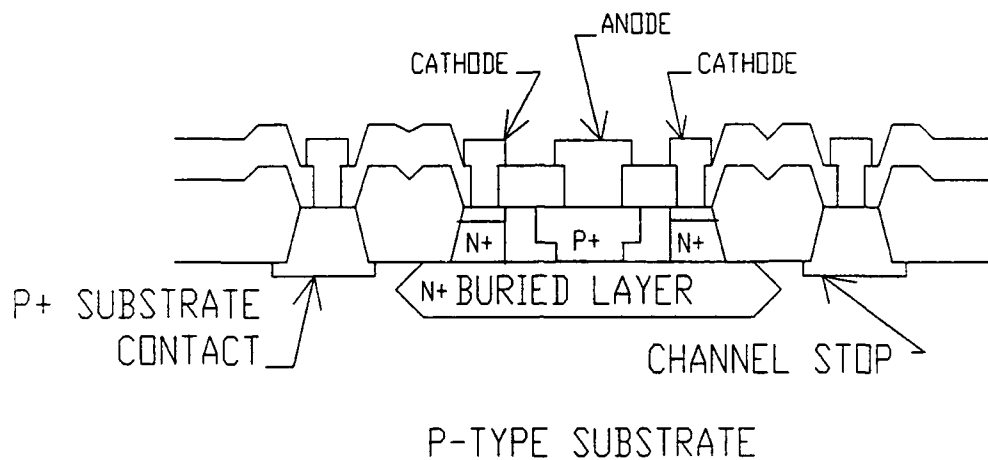 ANODE
CATHODE
CATHODE
N+
P+
N+
N+ BURIED LAYER
P+ SUBSTRATE
CONTACT
CHANNEL STOP
P-TYPE SUBSTRATE